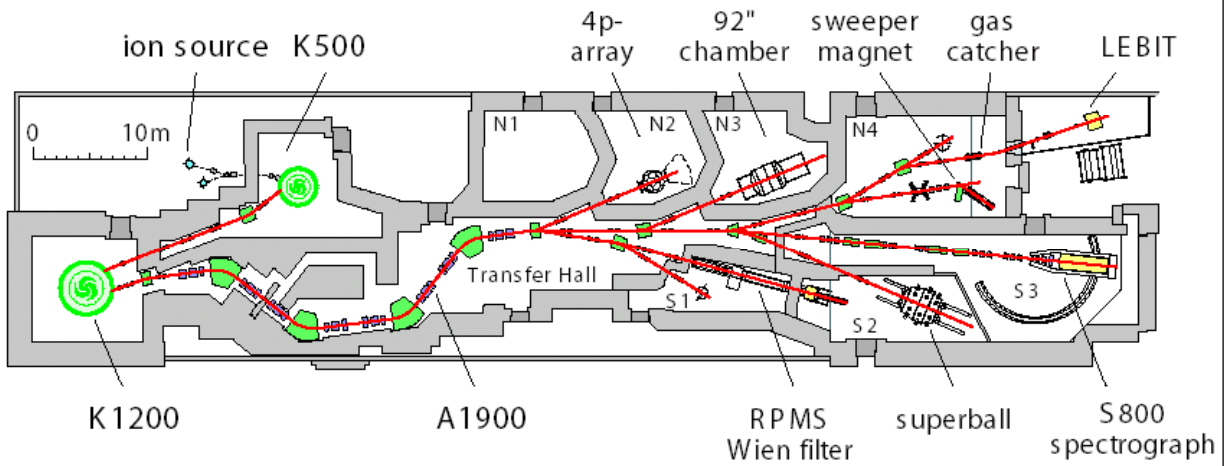 ion source
K500
4p-
array
92"
chamber
sweeper
magnet
gas
catcher
LEBIT
0 10m
N1
N2
N3
N4
Transfer Hall
S1
S2
S3
K1200
A1900
RPMS
Wien filter
superball
S800
spectrograph